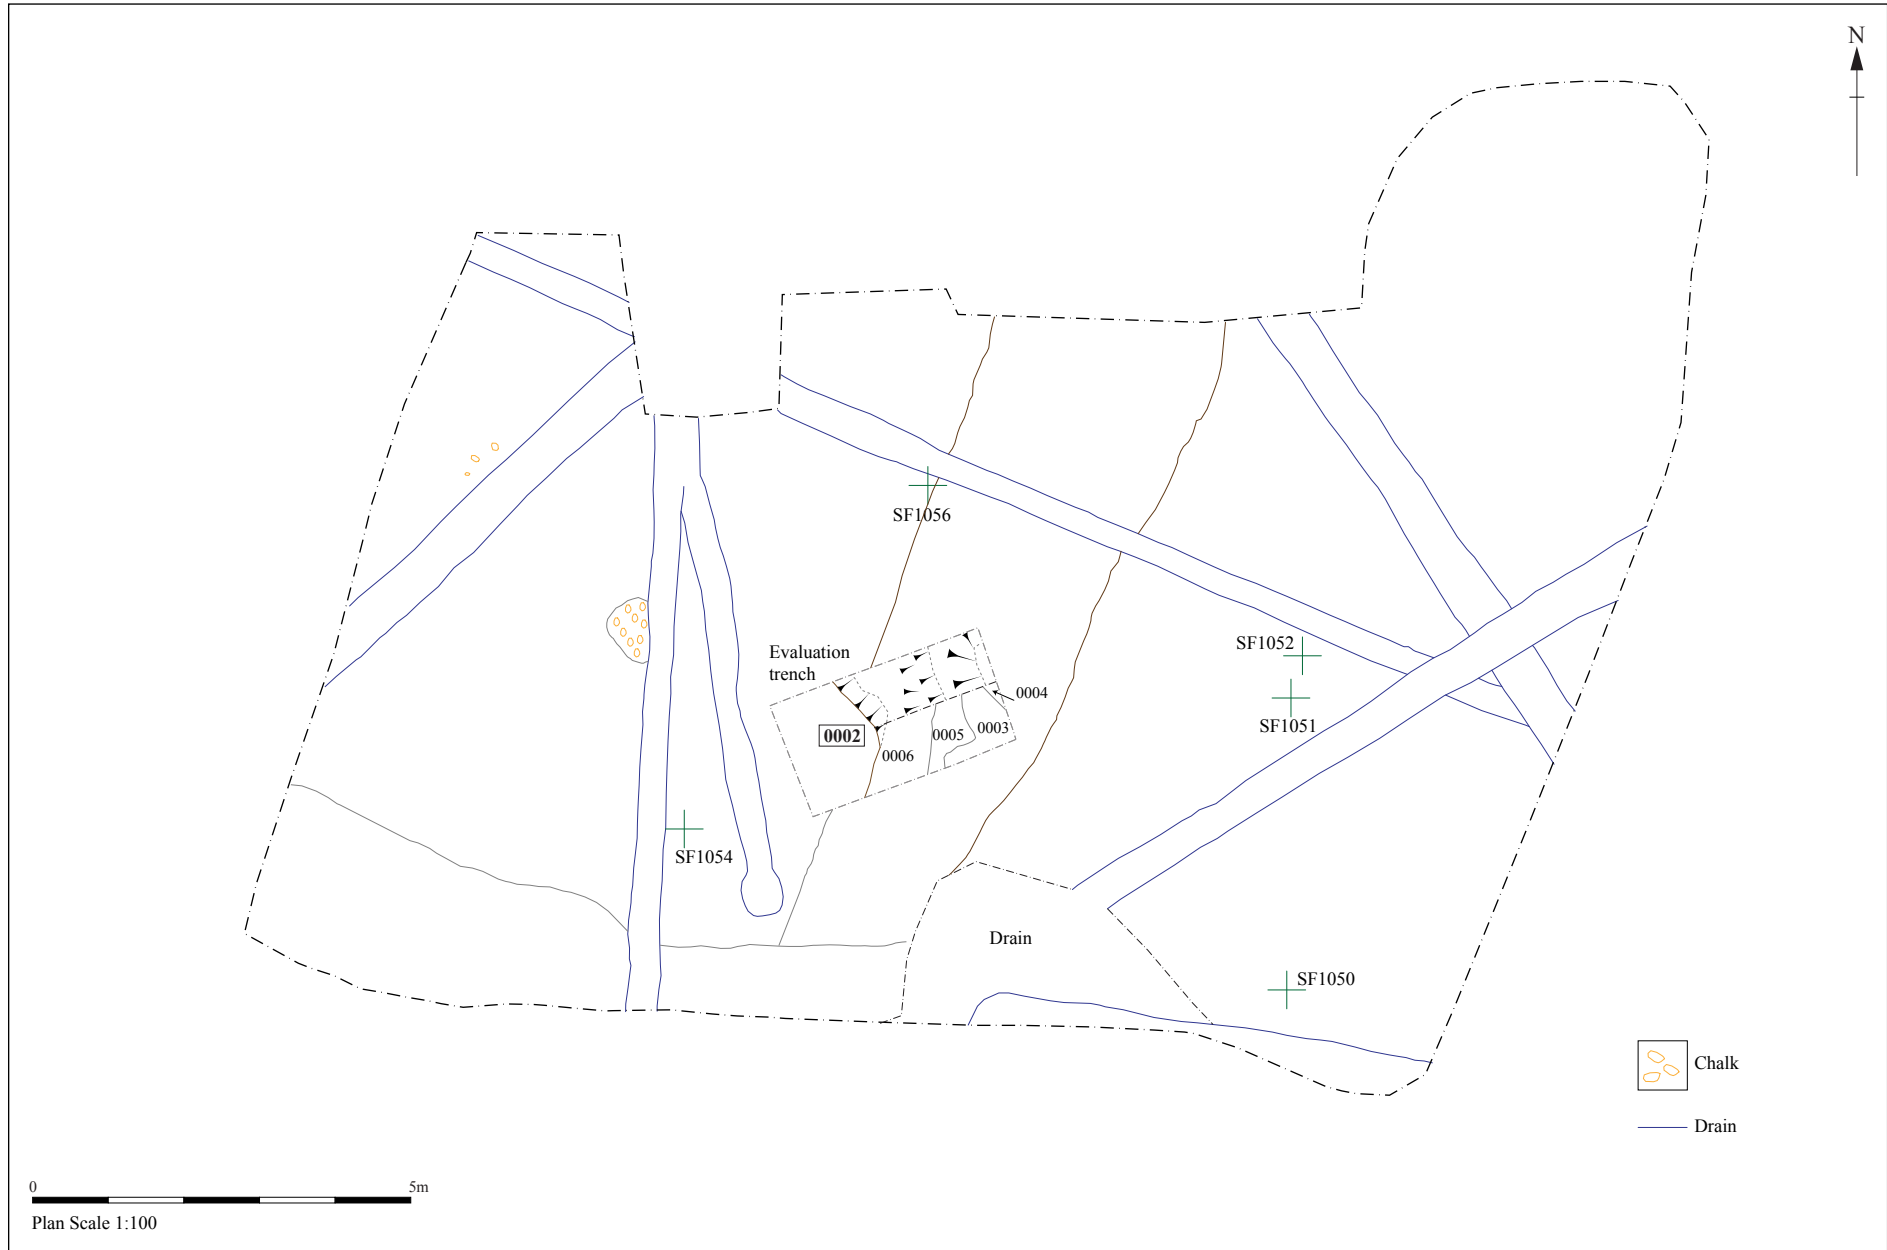 N
SF1056
SF1052
Evaluation
trench
0004
SF1051
0002
0005
0003
0006
SF1054
Drain
SF1050
Chalk
Drain
0 5m
Plan Scale 1:100